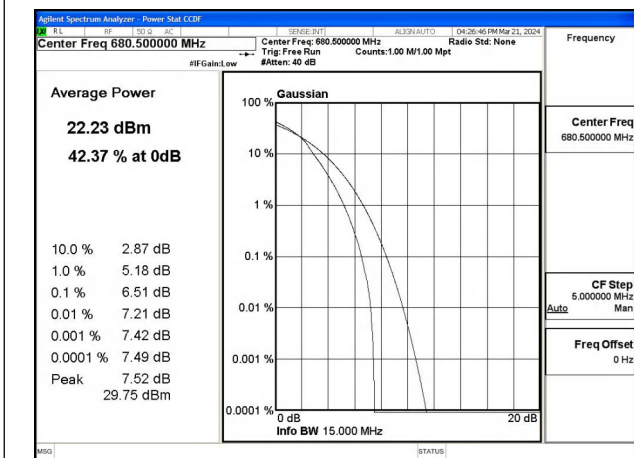 Agilent Spectrum Analyzer - Power Stat CCDF
RL RF 50 Ω AC SENSE:INT ALIGNAUTO 04:26:46 PM Mar 21, 2024
Center Freq 680.500000 MHz
Center Freq: 680.500000 MHz Radio Std: None
Trig: Free Run Counts:1.00 M/1.00 Mpt
#IFGain:Low #Atten: 40 dB
Frequency
Average Power
22.23 dBm
42.37 % at 0dB
10.0 % 2.87 dB
1.0 % 5.18 dB
0.1 % 6.51 dB
0.01 % 7.21 dB
0.001 % 7.42 dB
0.0001 % 7.49 dB
Peak 7.52 dB
29.75 dBm
Gaussian
100 %
10 %
1 %
0.1 %
0.01 %
0.001 %
0.0001 %
0 dB 20 dB
Info BW 15.000 MHz
Center Freq
680.500000 MHz
CF Step
5.000000 MHz
Auto Man
Freq Offset
0 Hz
MSG STATUS